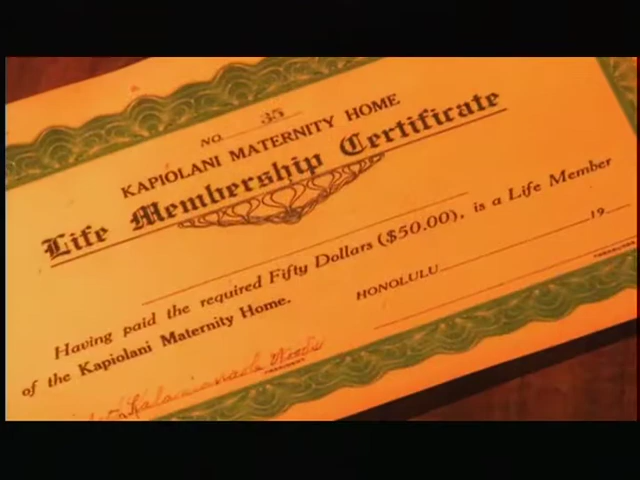 NO. 35
KAPIOLANI MATERNITY HOME
Life Membership Certificate
Having paid the required Fifty Dollars ($50.00), is a Life Member
of the Kapiolani Maternity Home.
HONOLULU 19
Kalanianaole
TREASURER